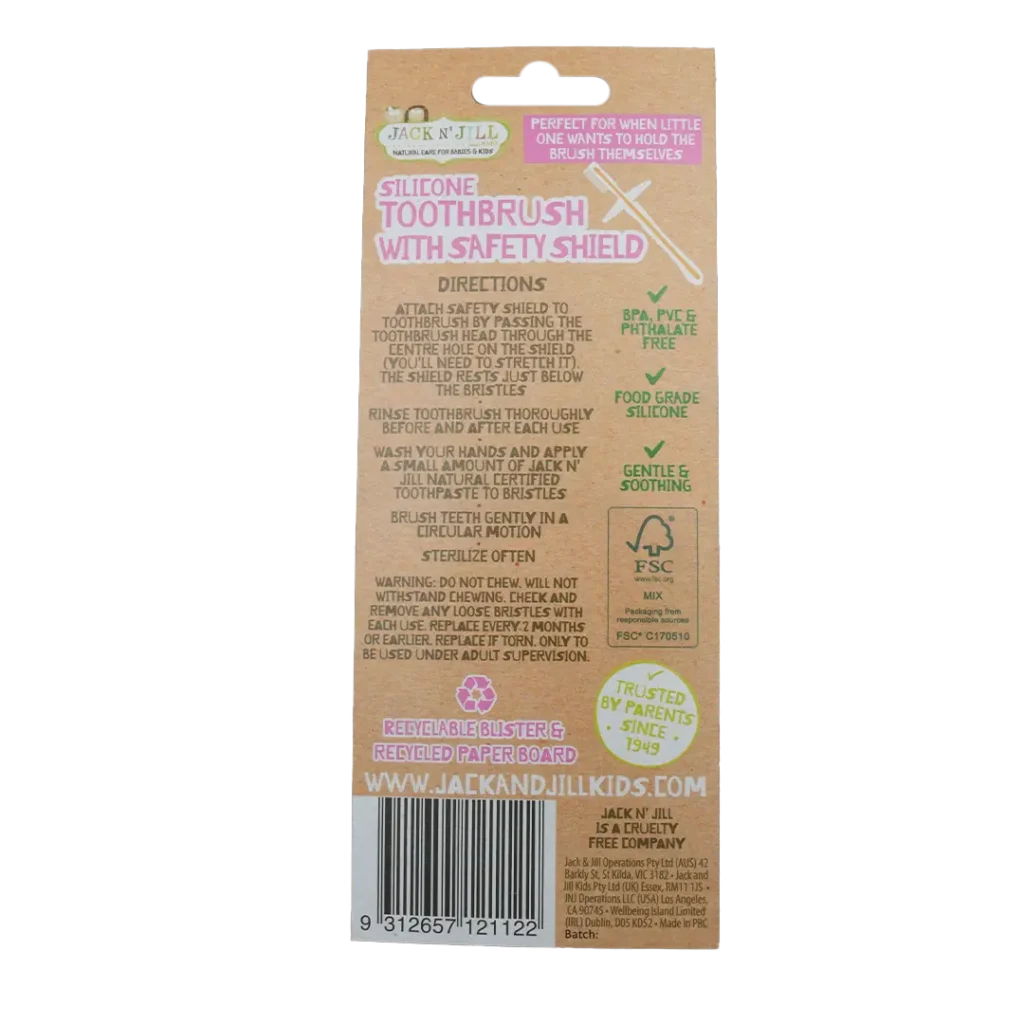 JACK N' JILL
NATURAL CARE FOR BABIES & KIDS
PERFECT FOR WHEN LITTLE
ONE WANTS TO HOLD THE
BRUSH THEMSELVES
SILICONE
TOOTHBRUSH
WITH SAFETY SHIELD
DIRECTIONS
ATTACH SAFETY SHIELD TO
TOOTHBRUSH BY PASSING THE
TOOTHBRUSH HEAD THROUGH THE
CENTRE HOLE ON THE SHIELD
(YOU'LL NEED TO STRETCH IT).
THE SHIELD RESTS JUST BELOW
THE BRISTLES
•
RINSE TOOTHBRUSH THOROUGHLY
BEFORE AND AFTER EACH USE
•
WASH YOUR HANDS AND APPLY
A SMALL AMOUNT OF JACK N'
JILL NATURAL CERTIFIED
TOOTHPASTE TO BRISTLES
•
BRUSH TEETH GENTLY IN A
CIRCULAR MOTION
•
STERILIZE OFTEN
WARNING: DO NOT CHEW. WILL NOT
WITHSTAND CHEWING. CHECK AND
REMOVE ANY LOOSE BRISTLES WITH
EACH USE. REPLACE EVERY 2 MONTHS
OR EARLIER. REPLACE IF TORN. ONLY TO
BE USED UNDER ADULT SUPERVISION.
BPA, PVC &
PHTHALATE
FREE
FOOD GRADE
SILICONE
GENTLE &
SOOTHING
FSC®
www.fsc.org
MIX
Packaging from
responsible sources
FSC® C170510
TRUSTED
BY PARENTS
• SINCE •
1949
RECYCLABLE BLISTER &
RECYCLED PAPER BOARD
WWW.JACKANDJILLKIDS.COM
JACK N' JILL
IS A CRUELTY
FREE COMPANY
Jack & Jill Operations Pty Ltd (AUS) 42
Barkly St, St Kilda, VIC 3182 • Jack and
Jill Kids Pty Ltd (UK) Essex, RM11 1JS •
JNJ Operations LLC (USA) Los Angeles,
CA 90745 • Wellbeing Island Limited
(IRL) Dublin, D05 KD52 • Made in PRC
Batch:
9 312657 121122